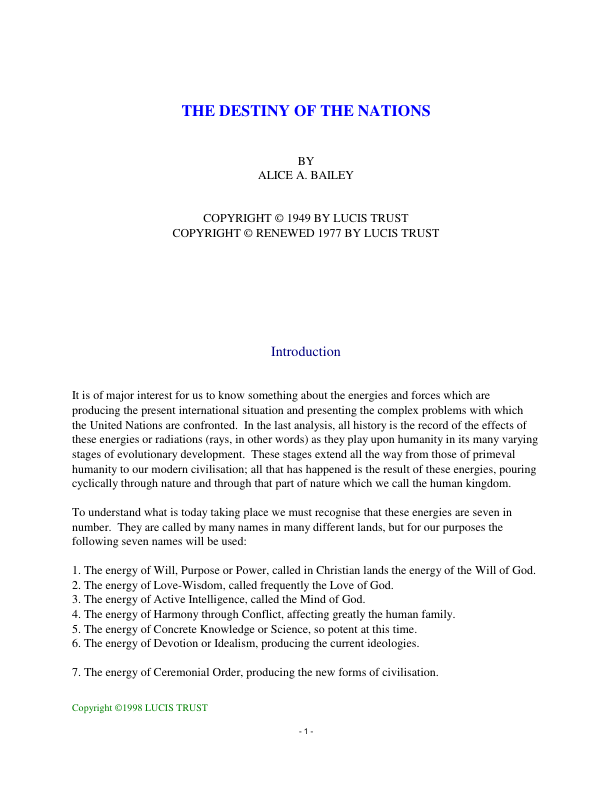 THE DESTINY OF THE NATIONS
BY
ALICE A. BAILEY
COPYRIGHT © 1949 BY LUCIS TRUST
COPYRIGHT © RENEWED 1977 BY LUCIS TRUST
Introduction
It is of major interest for us to know something about the energies and forces which are
producing the present international situation and presenting the complex problems with which
the United Nations are confronted.  In the last analysis, all history is the record of the effects of
these energies or radiations (rays, in other words) as they play upon humanity in its many varying
stages of evolutionary development.  These stages extend all the way from those of primeval
humanity to our modern civilisation; all that has happened is the result of these energies, pouring
cyclically through nature and through that part of nature which we call the human kingdom.
To understand what is today taking place we must recognise that these energies are seven in
number.  They are called by many names in many different lands, but for our purposes the
following seven names will be used:
1. The energy of Will, Purpose or Power, called in Christian lands the energy of the Will of God.
2. The energy of Love-Wisdom, called frequently the Love of God.
3. The energy of Active Intelligence, called the Mind of God.
4. The energy of Harmony through Conflict, affecting greatly the human family.
5. The energy of Concrete Knowledge or Science, so potent at this time.
6. The energy of Devotion or Idealism, producing the current ideologies.
7. The energy of Ceremonial Order, producing the new forms of civilisation.
Copyright ©1998 LUCIS TRUST
- 1 -